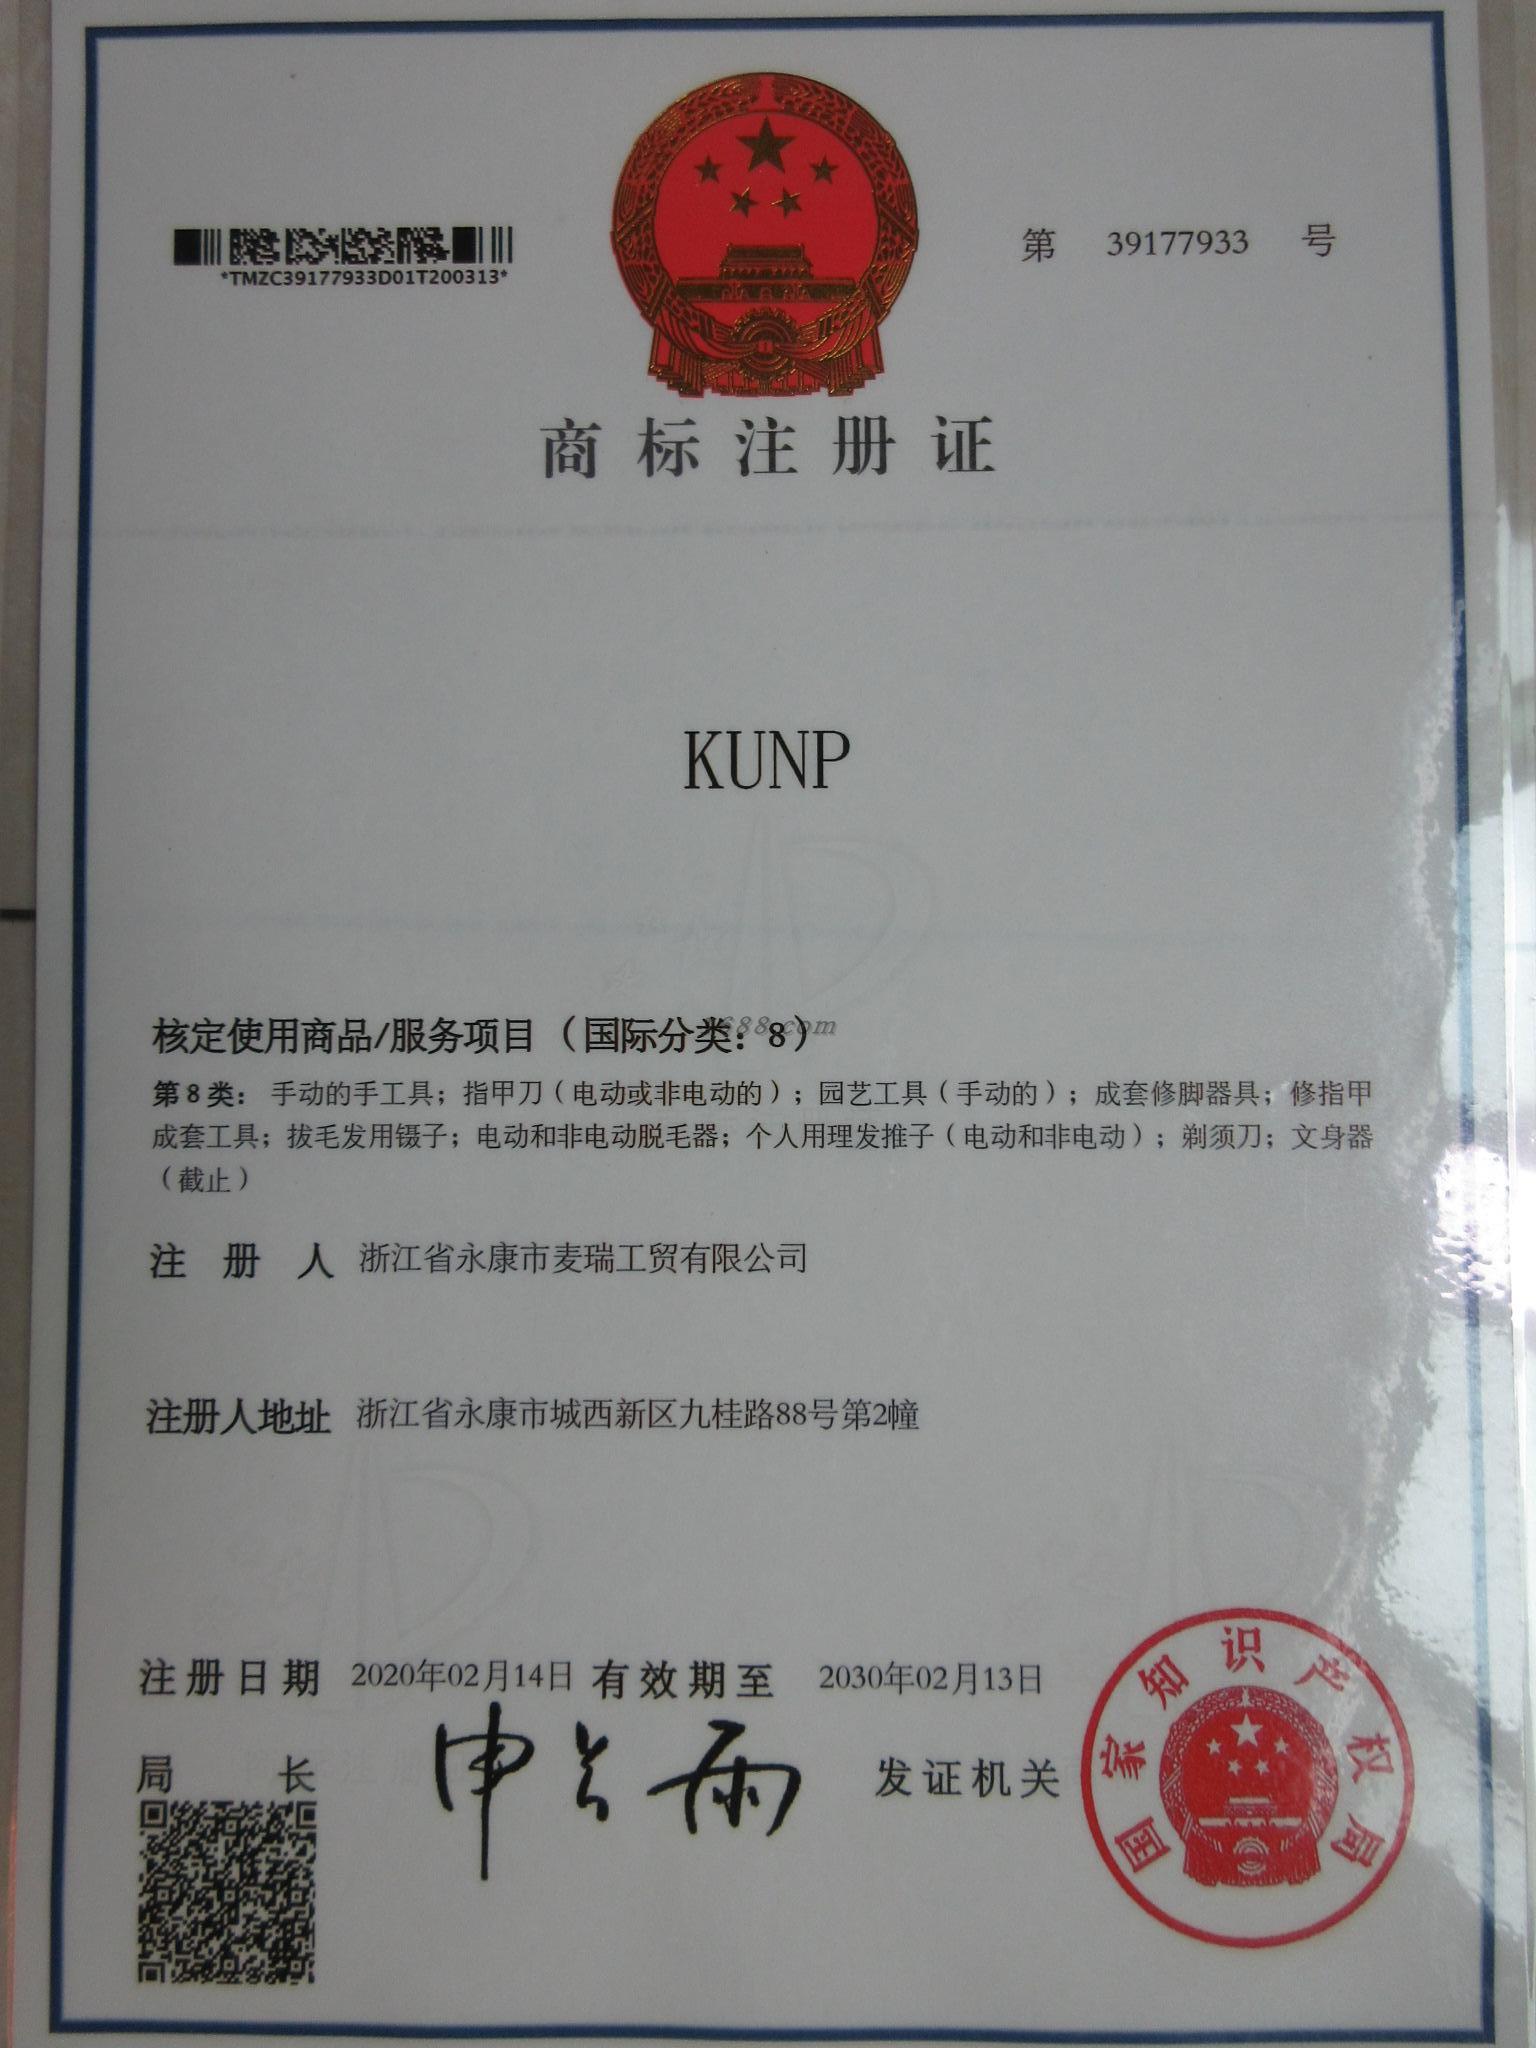 *TMZC39177933D01T200313*
第 39177933 号
商标注册证
KUNP
1688.com
核定使用商品/服务项目（国际分类：8）
第8类：手动的手工具；指甲刀（电动或非电动的）；园艺工具（手动的）；成套修脚器具；修指甲
成套工具；拔毛发用镊子；电动和非电动脱毛器；个人用理发推子（电动和非电动）；剃须刀；文身器
（截止）
注册人 浙江省永康市麦瑞工贸有限公司
注册人地址 浙江省永康市城西新区九桂路88号第2幢
注册日期 2020年02月14日 有效期至 2030年02月13日
局长 申长雨 发证机关
国家知识产权局